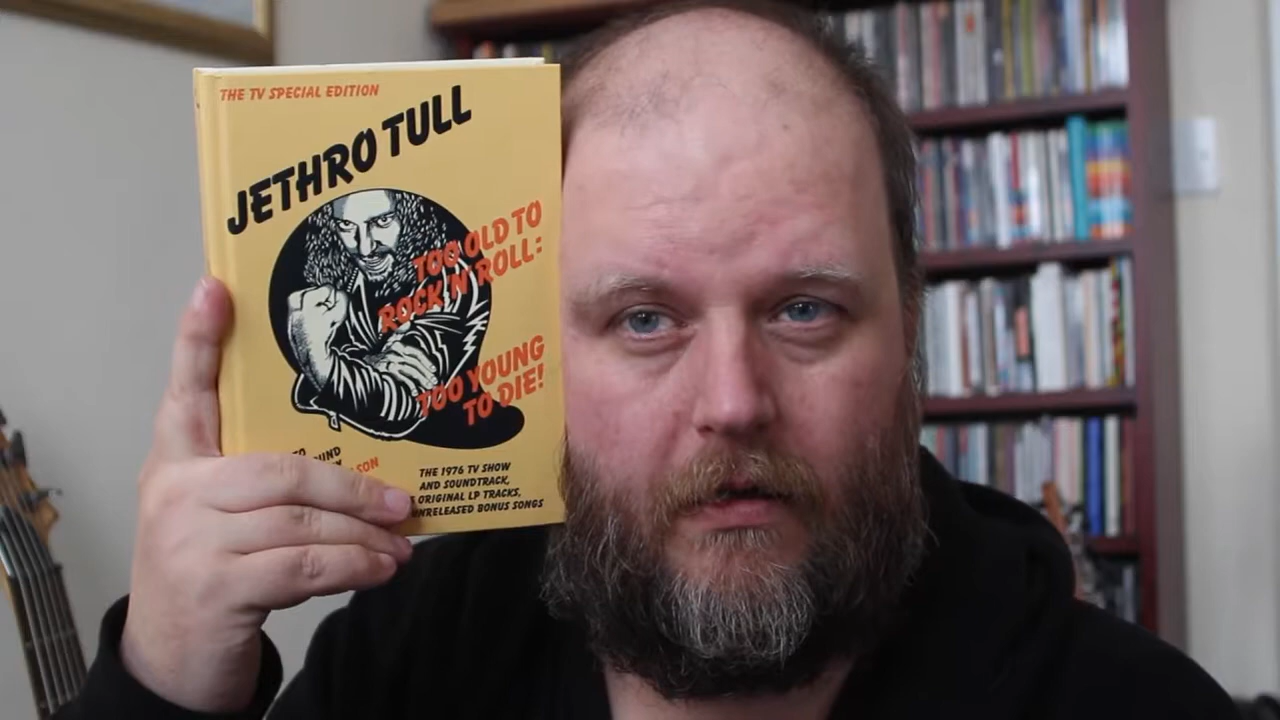 THE TV SPECIAL EDITION
JETHRO TULL
TOO OLD TO
ROCK 'N' ROLL:
TOO YOUNG
TO DIE!
TO
THE 1976 TV SHOW
AND SOUNDTRACK,
ORIGINAL LP TRACKS,
BONUS SONGS